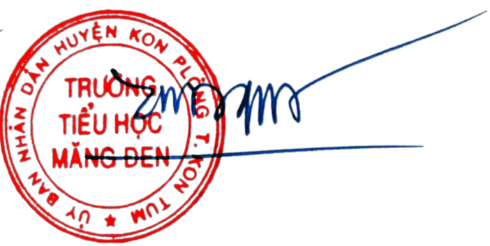 ỦY BAN NHÂN DÂN HUYỆN KON PLÔNG T. KON TUM
TRƯỜNG
TIỂU HỌC
MĂNG ĐEN